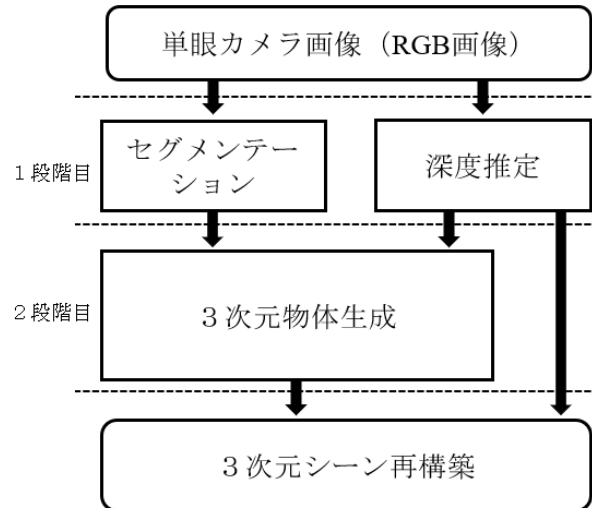 単眼カメラ画像（RGB画像）
１段階目
セグメンテー
ション
深度推定
２段階目
３次元物体生成
３次元シーン再構築